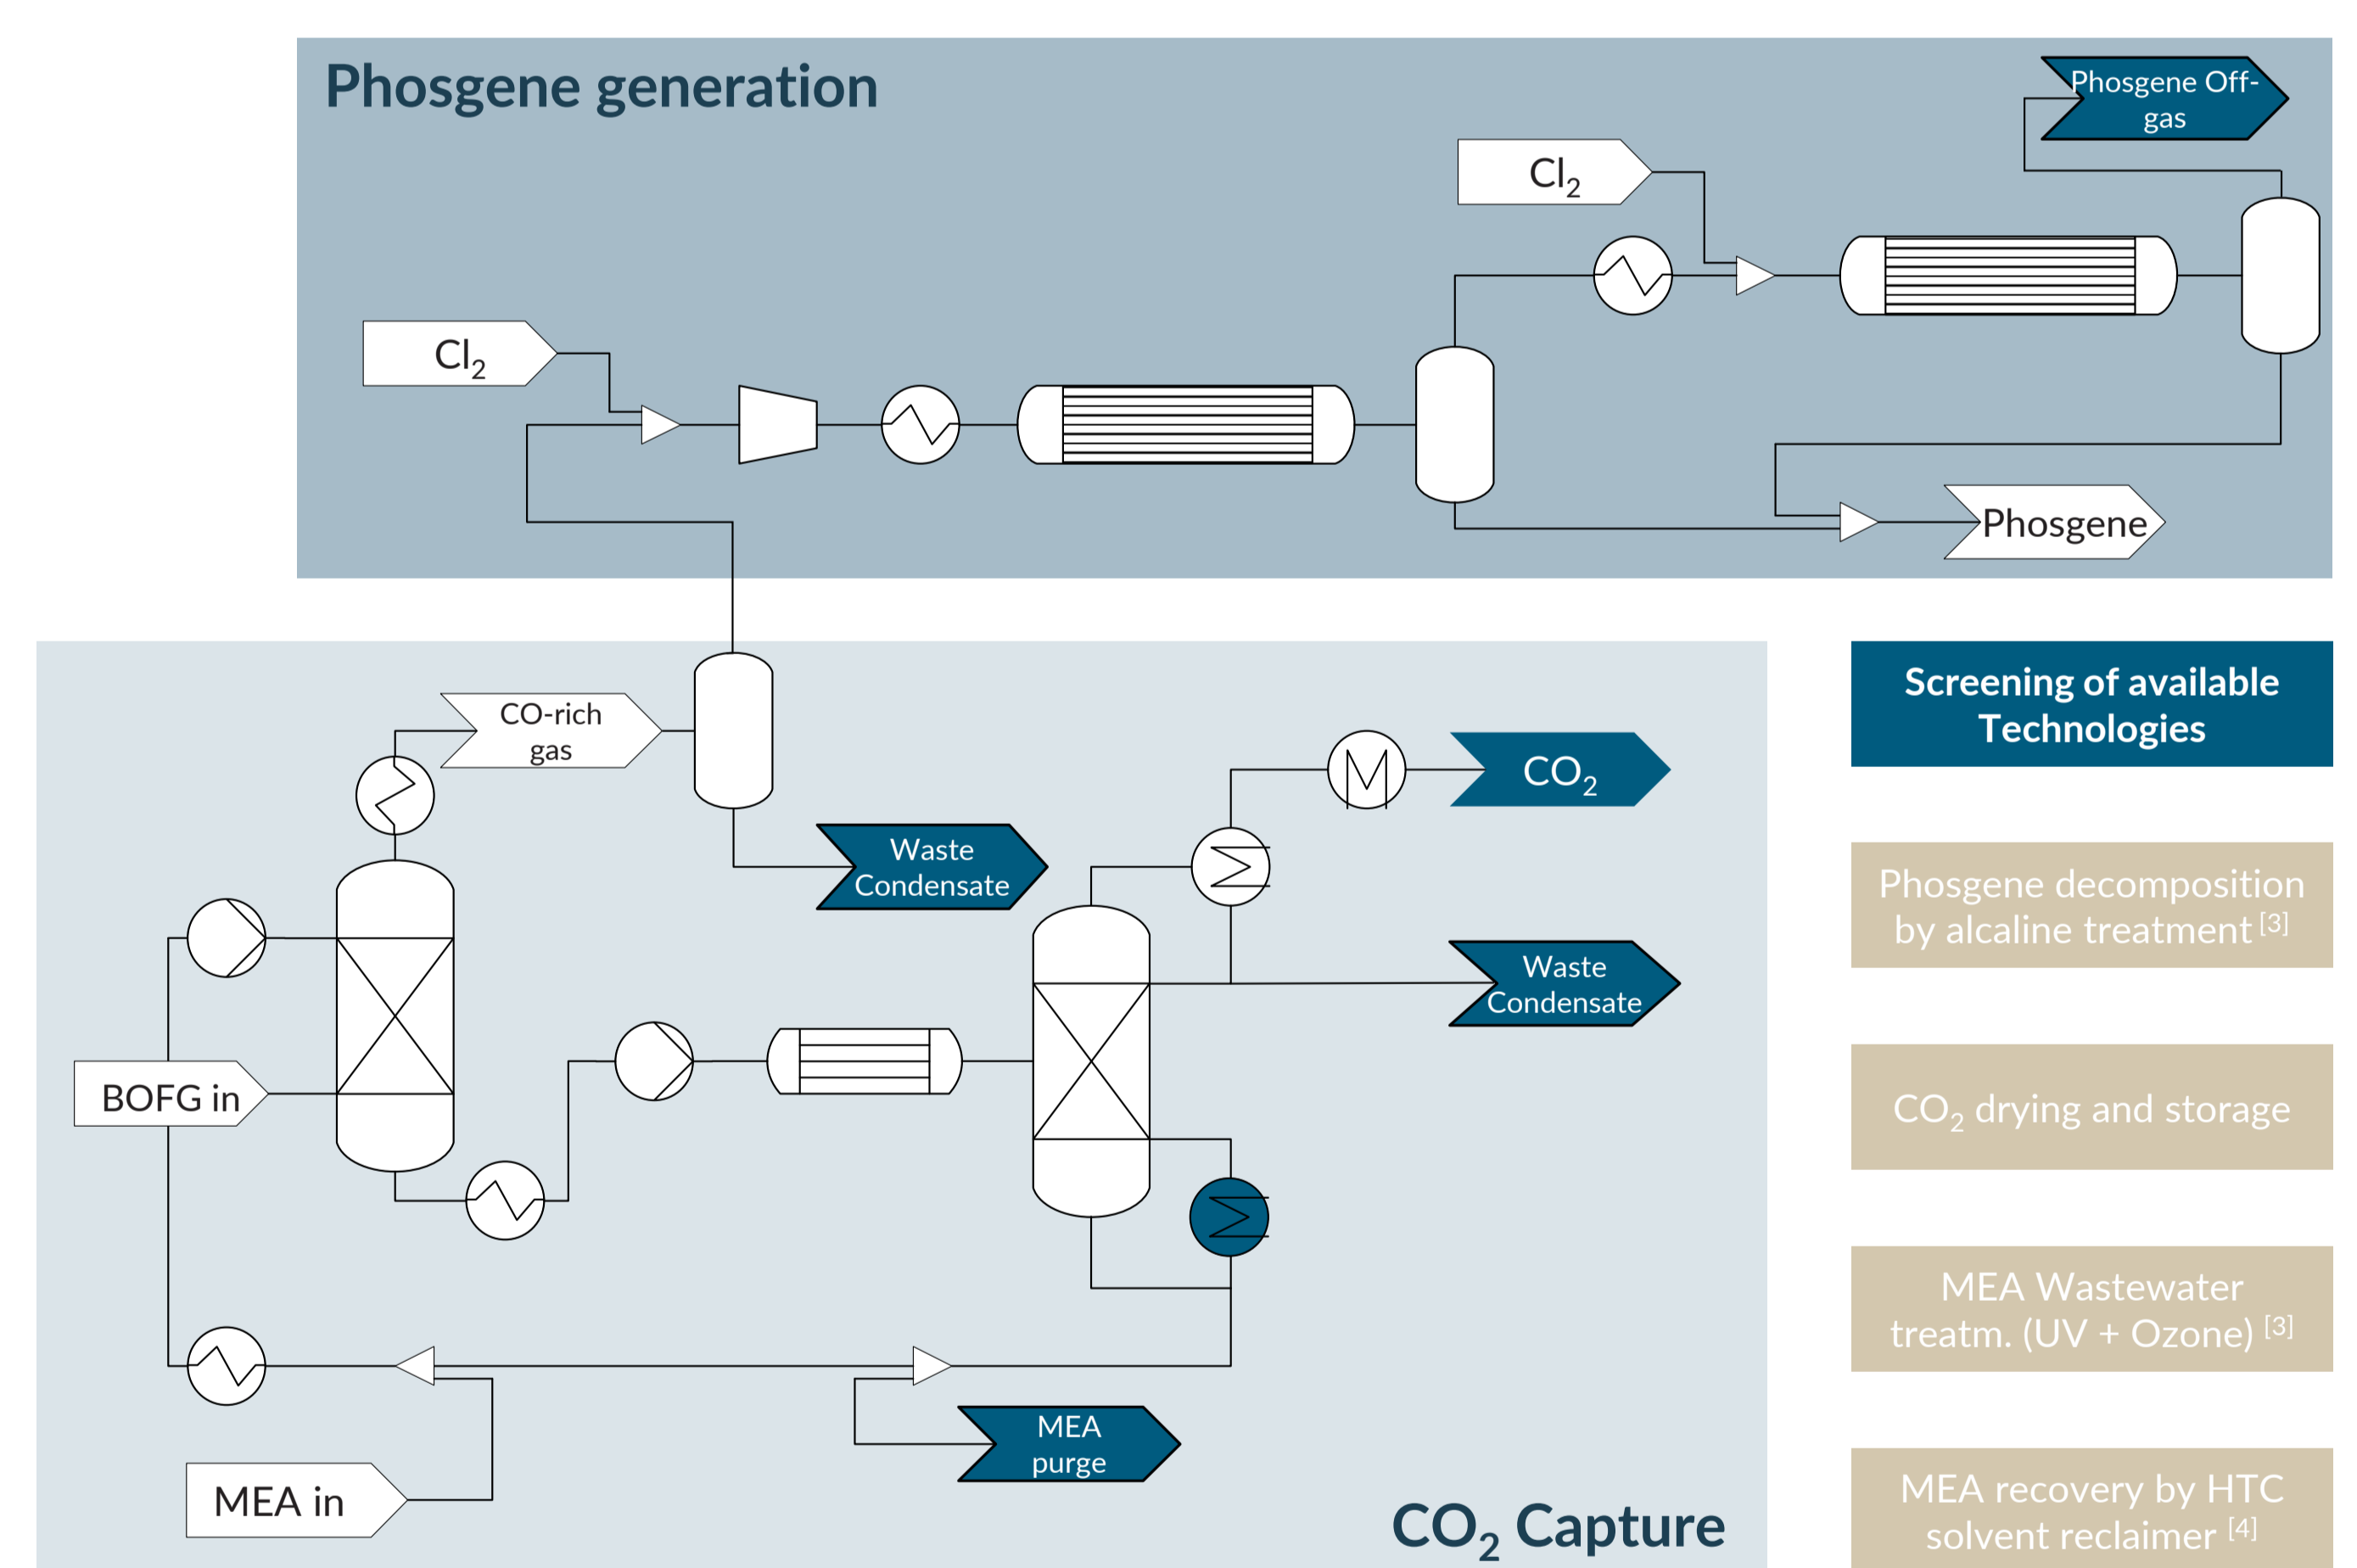 Phosgene generation
Phosgene Off-
gas
Cl2
Cl2
Phosgene
CO-rich
gas
Waste
Condensate
CO2
Waste
Condensate
BOFG in
MEA
purge
MEA in
CO2 Capture
Screening of available
Technologies
Phosgene decomposition
by alcaline treatment [3]
CO2 drying and storage
MEA Wastewater
treatm. (UV + Ozone) [3]
MEA recovery by HTC
solvent reclaimer [4]